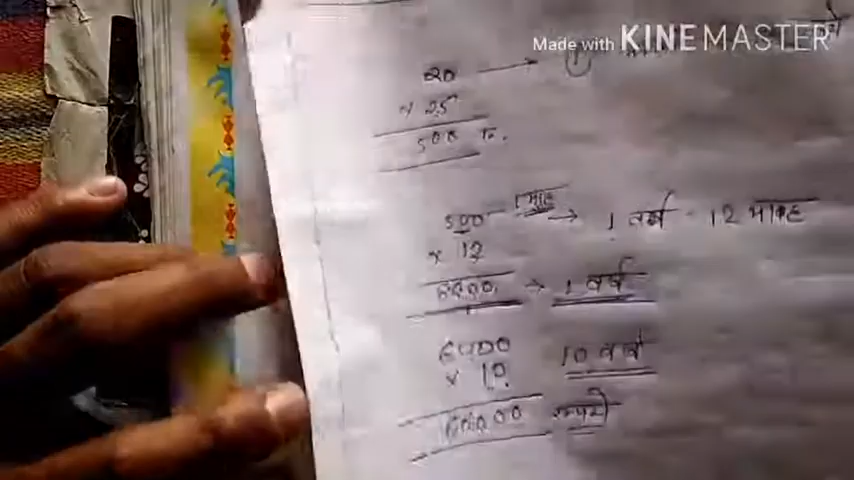 Made with KINEMASTER
20 →
× 25
500 रू.
500 1 माह → 1 वर्ष - 12 माह
× 12
6000 → 1 वर्ष
6000 10 वर्ष
× 10
60000 रूपये